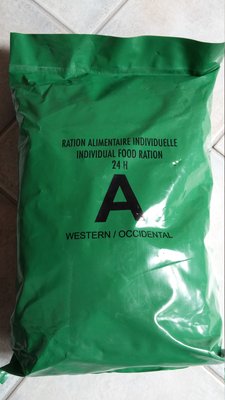 RATION ALIMENTAIRE INDIVIDUELLE
INDIVIDUAL FOOD RATION
24 H
A
WESTERN / OCCIDENTAL